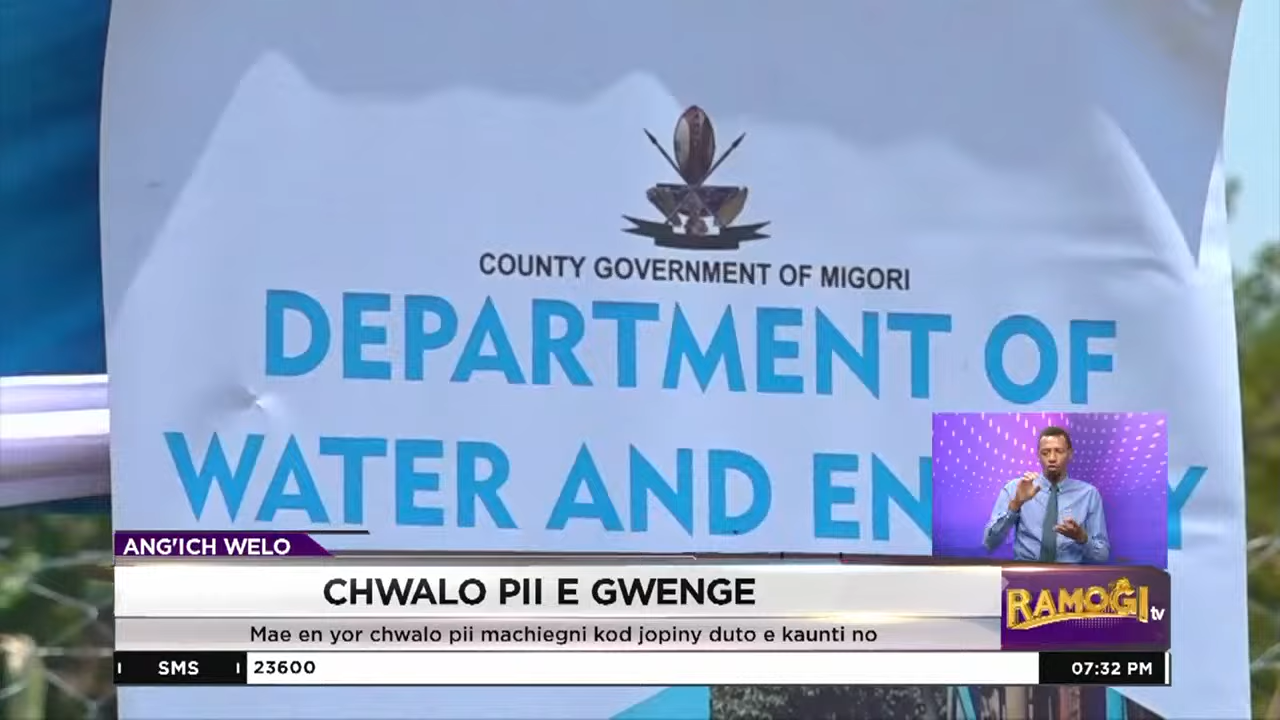 COUNTY GOVERNMENT OF MIGORI
DEPARTMENT OF
WATER AND
ANG'ICH WELO
CHWALO PII E GWENGE
Mae en yor chwalo pii machiegni kod jopiny duto e kaunti no
RAMOGI tv
SMS 23600 07:32 PM